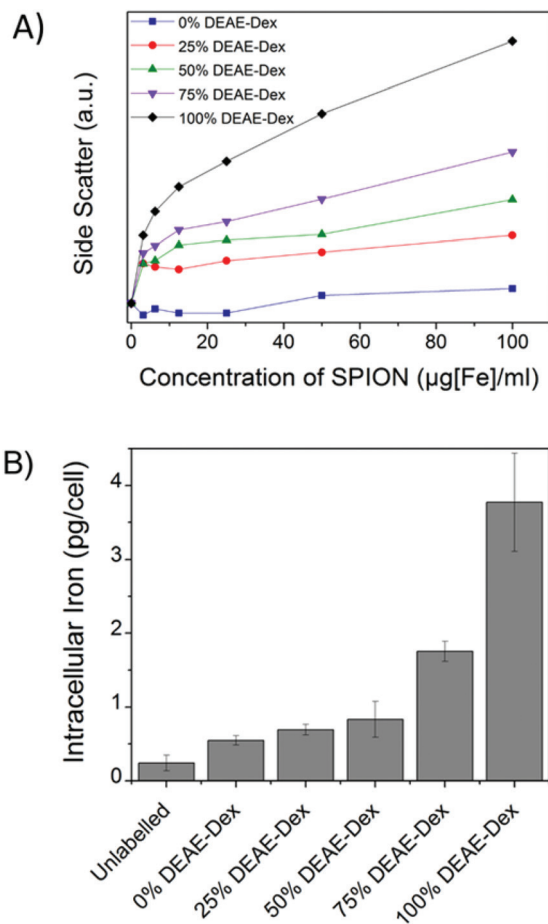 A)
0% DEAE-Dex
25% DEAE-Dex
50% DEAE-Dex
75% DEAE-Dex
100% DEAE-Dex
Side Scatter (a.u.)
0 20 40 60 80 100
Concentration of SPION (µg[Fe]/ml)
B)
Intracellular Iron (pg/cell)
4
3
2
1
0
Unlabelled
0% DEAE-Dex
25% DEAE-Dex
50% DEAE-Dex
75% DEAE-Dex
100% DEAE-Dex